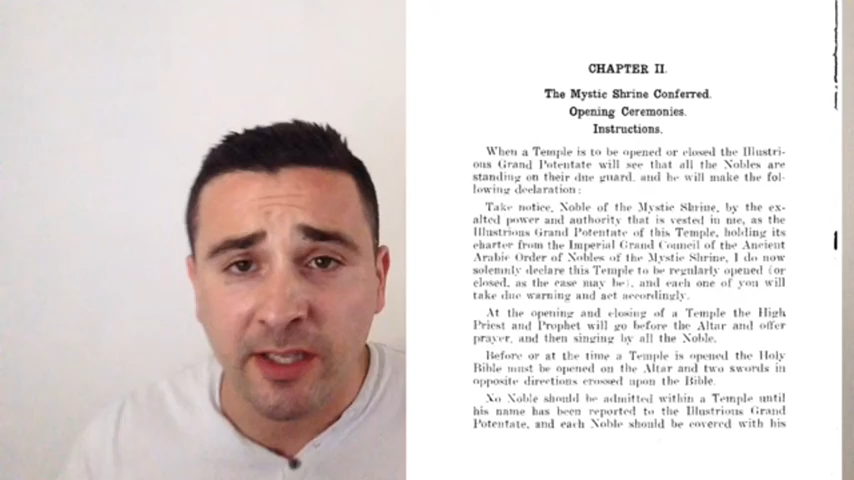 CHAPTER II.
The Mystic Shrine Conferred.
Opening Ceremonies.
Instructions.
When a Temple is to be opened or closed the Illustri-
ous Grand Potentate will see that all the Nobles are
standing on their due guard, and he will make the fol-
lowing declaration:
Take notice, Noble of the Mystic Shrine, by the ex-
alted power and authority that is vested in me, as the
Illustrious Grand Potentate of this Temple, holding its
charter from the Imperial Grand Council of the Ancient
Arabic Order of Nobles of the Mystic Shrine, I do now
solemnly declare this Temple to be regularly opened (or
closed, as the case may be), and each one of you will
take due warning and act accordingly.
At the opening and closing of a Temple the High
Priest and Prophet will go before the Altar and offer
prayer, and then singing by all the Noble.
Before or at the time a Temple is opened the Holy
Bible must be opened on the Altar and two swords in
opposite directions crossed upon the Bible.
No Noble should be admitted within a Temple until
his name has been reported to the Illustrious Grand
Potentate, and each Noble should be covered with his